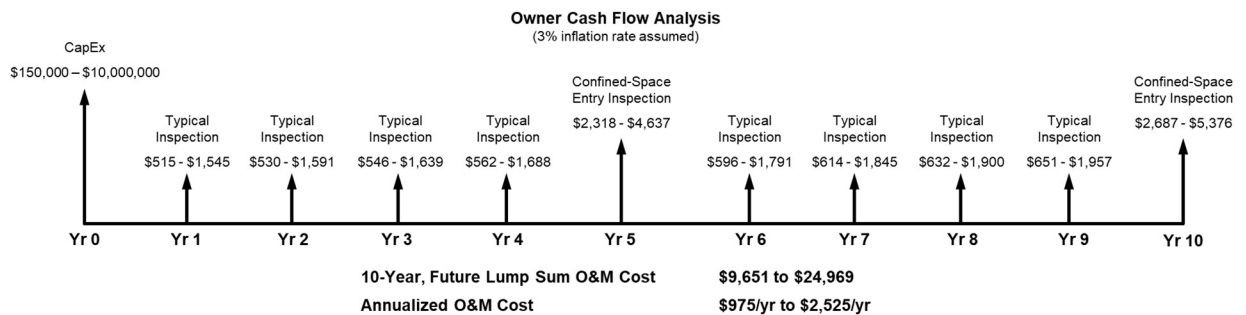 Owner Cash Flow Analysis
(3% inflation rate assumed)
CapEx
$150,000 – $10,000,000
Typical
Inspection
$515 - $1,545
Typical
Inspection
$530 - $1,591
Typical
Inspection
$546 - $1,639
Typical
Inspection
$562 - $1,688
Confined-Space
Entry Inspection
$2,318 - $4,637
Typical
Inspection
$596 - $1,791
Typical
Inspection
$614 - $1,845
Typical
Inspection
$632 - $1,900
Typical
Inspection
$651 - $1,957
Confined-Space
Entry Inspection
$2,687 - $5,376
Yr 0 Yr 1 Yr 2 Yr 3 Yr 4 Yr 5 Yr 6 Yr 7 Yr 8 Yr 9 Yr 10
10-Year, Future Lump Sum O&M Cost $9,651 to $24,969
Annualized O&M Cost $975/yr to $2,525/yr